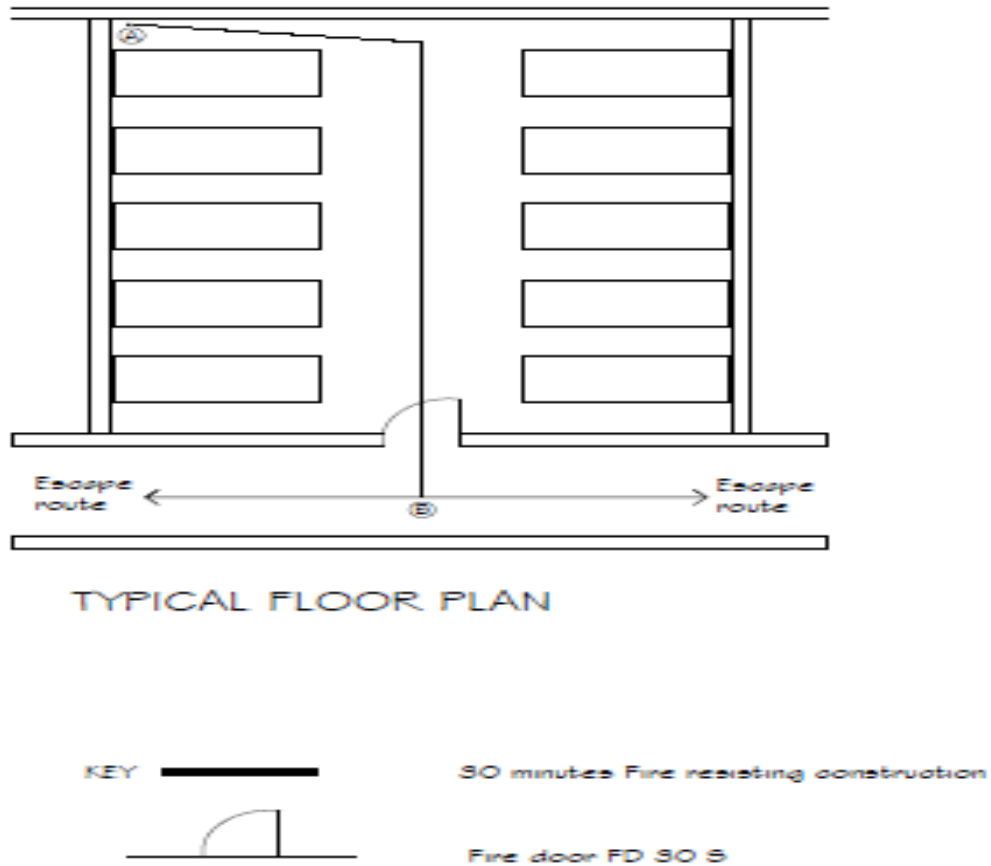 A
Escape
route
B
Escape
route
TYPICAL FLOOR PLAN
KEY
30 minutes Fire resisting construction
Fire door FD 30 S